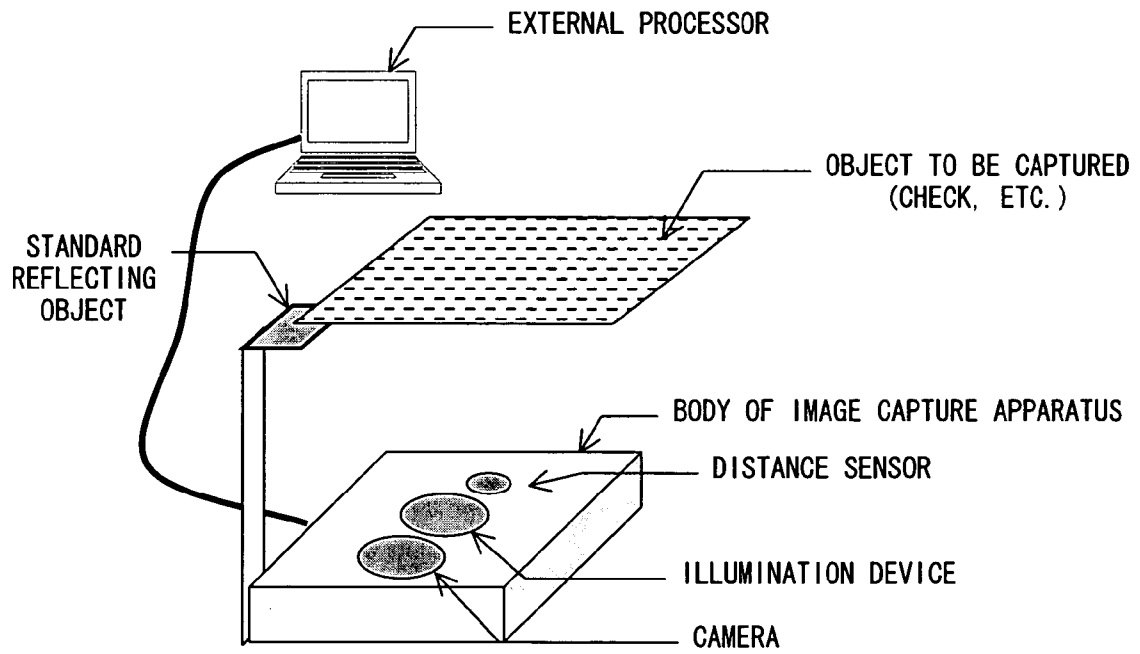 EXTERNAL PROCESSOR
OBJECT TO BE CAPTURED
(CHECK, ETC.)
STANDARD
REFLECTING
OBJECT
BODY OF IMAGE CAPTURE APPARATUS
DISTANCE SENSOR
ILLUMINATION DEVICE
CAMERA